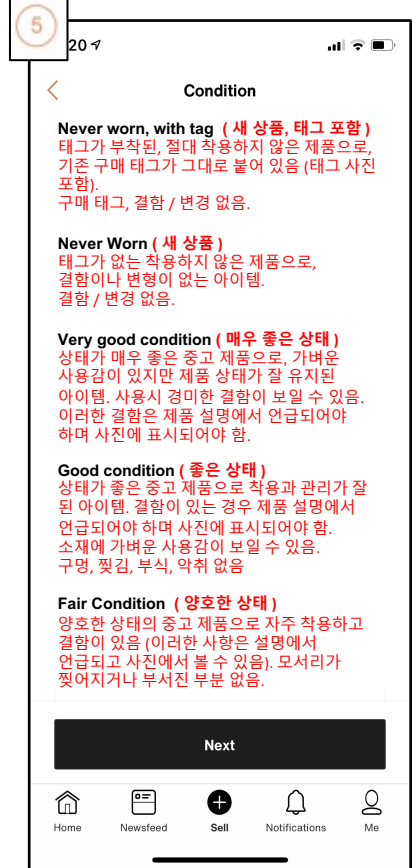 5
20
Condition
Never worn, with tag ( 새 상품, 태그 포함 )
태그가 부착된, 절대 착용하지 않은 제품으로,
기존 구매 태그가 그대로 붙어 있음 (태그 사진
포함).
구매 태그, 결함 / 변경 없음.
Never Worn ( 새 상품 )
태그가 없는 착용하지 않은 제품으로,
결함이나 변형이 없는 아이템.
결함 / 변경 없음.
Very good condition ( 매우 좋은 상태 )
상태가 매우 좋은 중고 제품으로, 가벼운
사용감이 있지만 제품 상태가 잘 유지된
아이템. 사용시 경미한 결함이 보일 수 있음.
이러한 결함은 제품 설명에서 언급되어야
하며 사진에 표시되어야 함.
Good condition ( 좋은 상태 )
상태가 좋은 중고 제품으로 착용과 관리가 잘
된 아이템. 결함이 있는 경우 제품 설명에서
언급되어야 하며 사진에 표시되어야 함.
소재에 가벼운 사용감이 보일 수 있음.
구멍, 찢김, 부식, 악취 없음
Fair Condition ( 양호한 상태 )
양호한 상태의 중고 제품으로 자주 착용하고
결함이 있음 (이러한 사항은 설명에서
언급되고 사진에서 볼 수 있음). 모서리가
찢어지거나 부서진 부분 없음.
Next
Home Newsfeed Sell Notifications Me